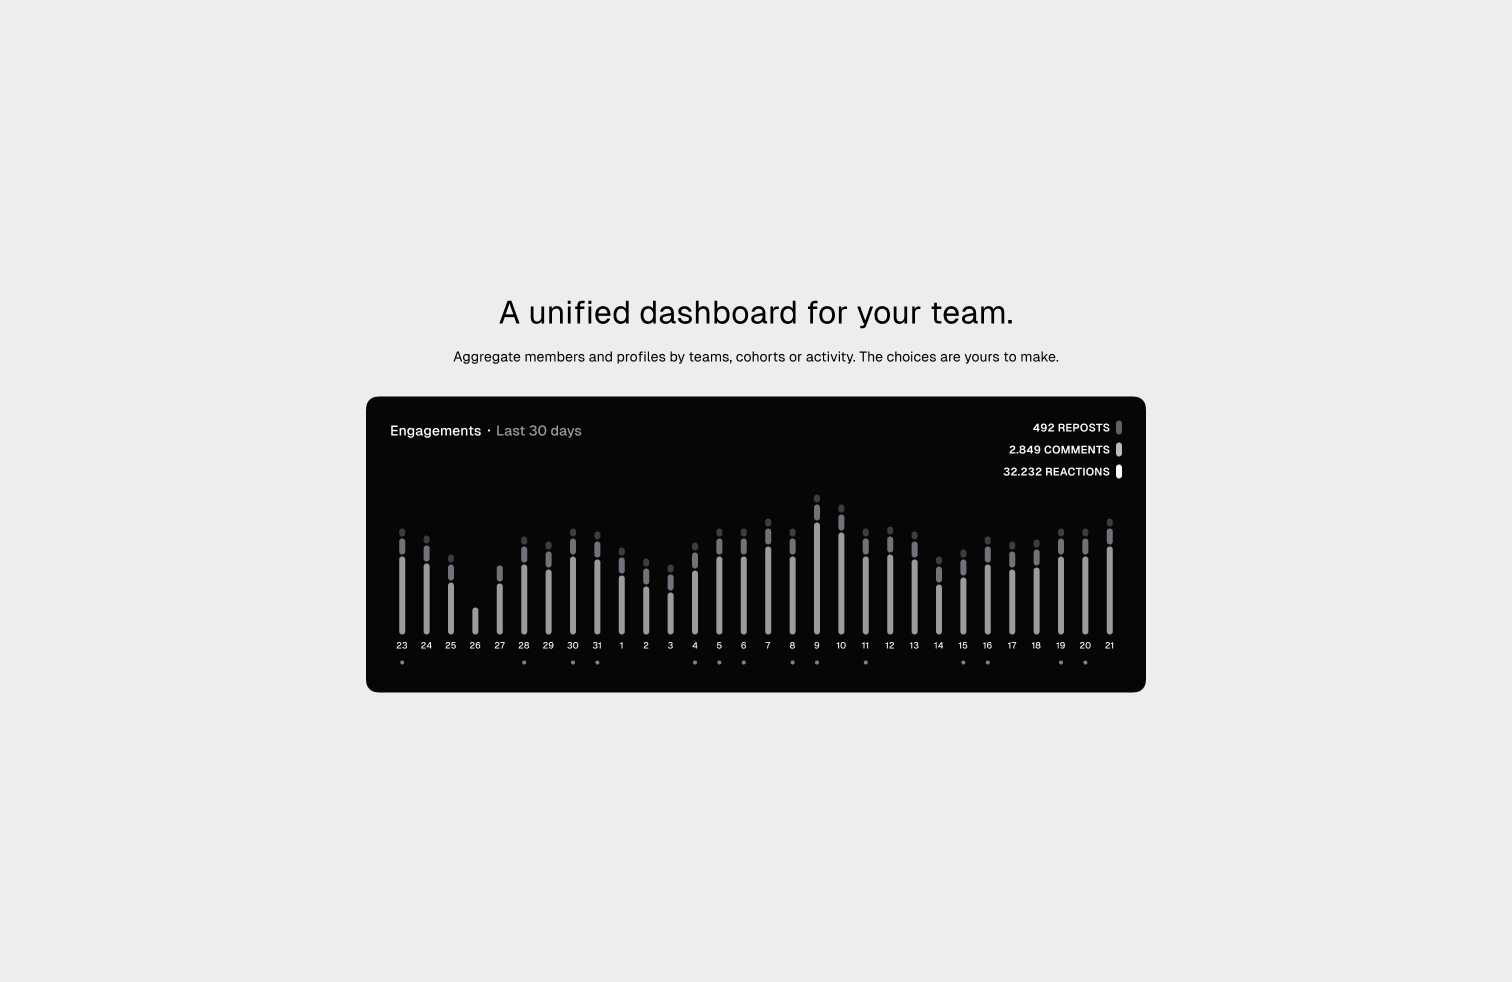 A unified dashboard for your team.
Aggregate members and profiles by teams, cohorts or activity. The choices are yours to make.
Engagements · Last 30 days
492 REPOSTS
2.849 COMMENTS
32.232 REACTIONS
23 24 25 26 27 28 29 30 31 1 2 3 4 5 6 7 8 9 10 11 12 13 14 15 16 17 18 19 20 21